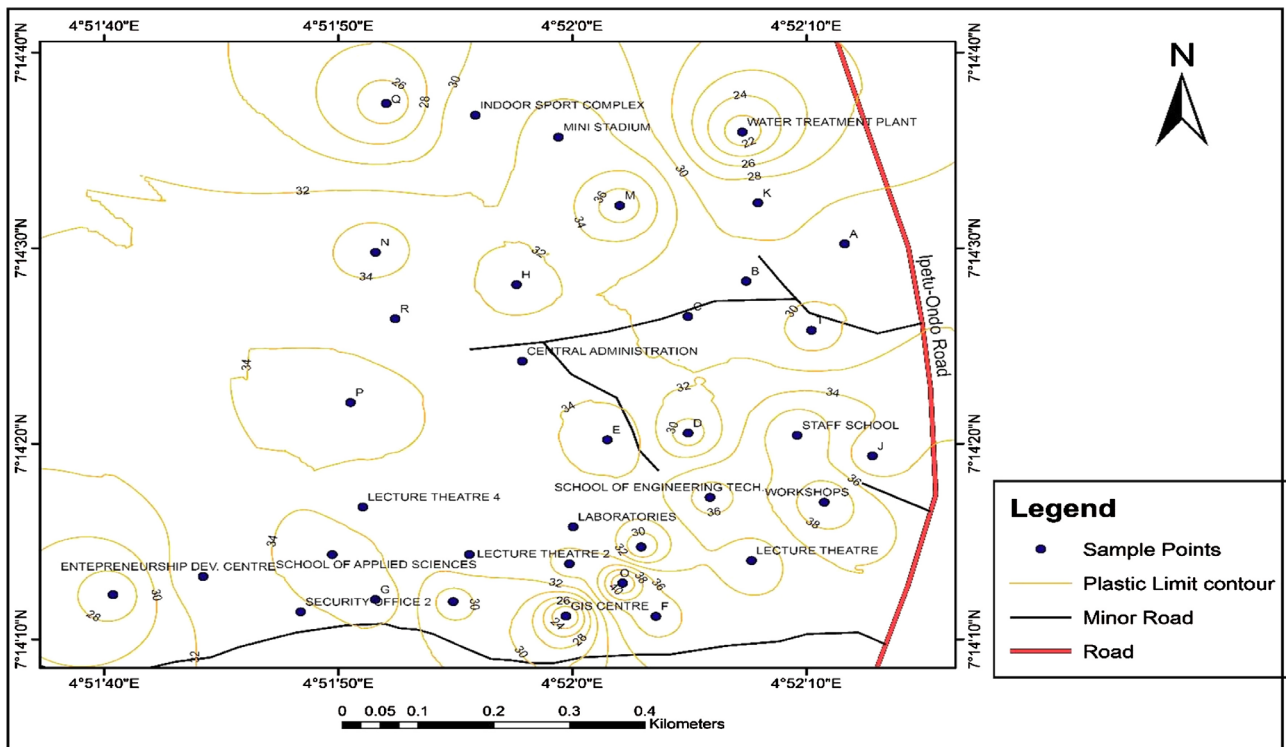 4°51'40"E 4°51'50"E 4°52'0"E 4°52'10"E
7°14'40"N 7°14'40"N
N
30
26
28
Q
INDOOR SPORT COMPLEX
MINI STADIUM
24
WATER TREATMENT PLANT
22
26
28
30
32
36
M
34
K
A
7°14'30"N 7°14'30"N
N
34
32
H
B
R
C
30
I
Ipetu-Ondo Road
CENTRAL ADMINISTRATION
34
P
32
34
34
E
30
D
STAFF SCHOOL
J
7°14'20"N 7°14'20"N
36
SCHOOL OF ENGINEERING TECH.
WORKSHOPS
36
38
LECTURE THEATRE 4
LABORATORIES
30
32
34
LECTURE THEATRE 2
LECTURE THEATRE
ENTEPRENEURSHIP DEV. CENTRE
SCHOOL OF APPLIED SCIENCES
30
32
O
38
36
40
G
28
SECURITY OFFICE 2
30
26
GIS CENTRE
F
24
28
7°14'10"N 7°14'10"N
32
30
4°51'40"E 4°51'50"E 4°52'0"E 4°52'10"E
0 0.05 0.1 0.2 0.3 0.4
Kilometers
Legend
Sample Points
Plastic Limit contour
Minor Road
Road